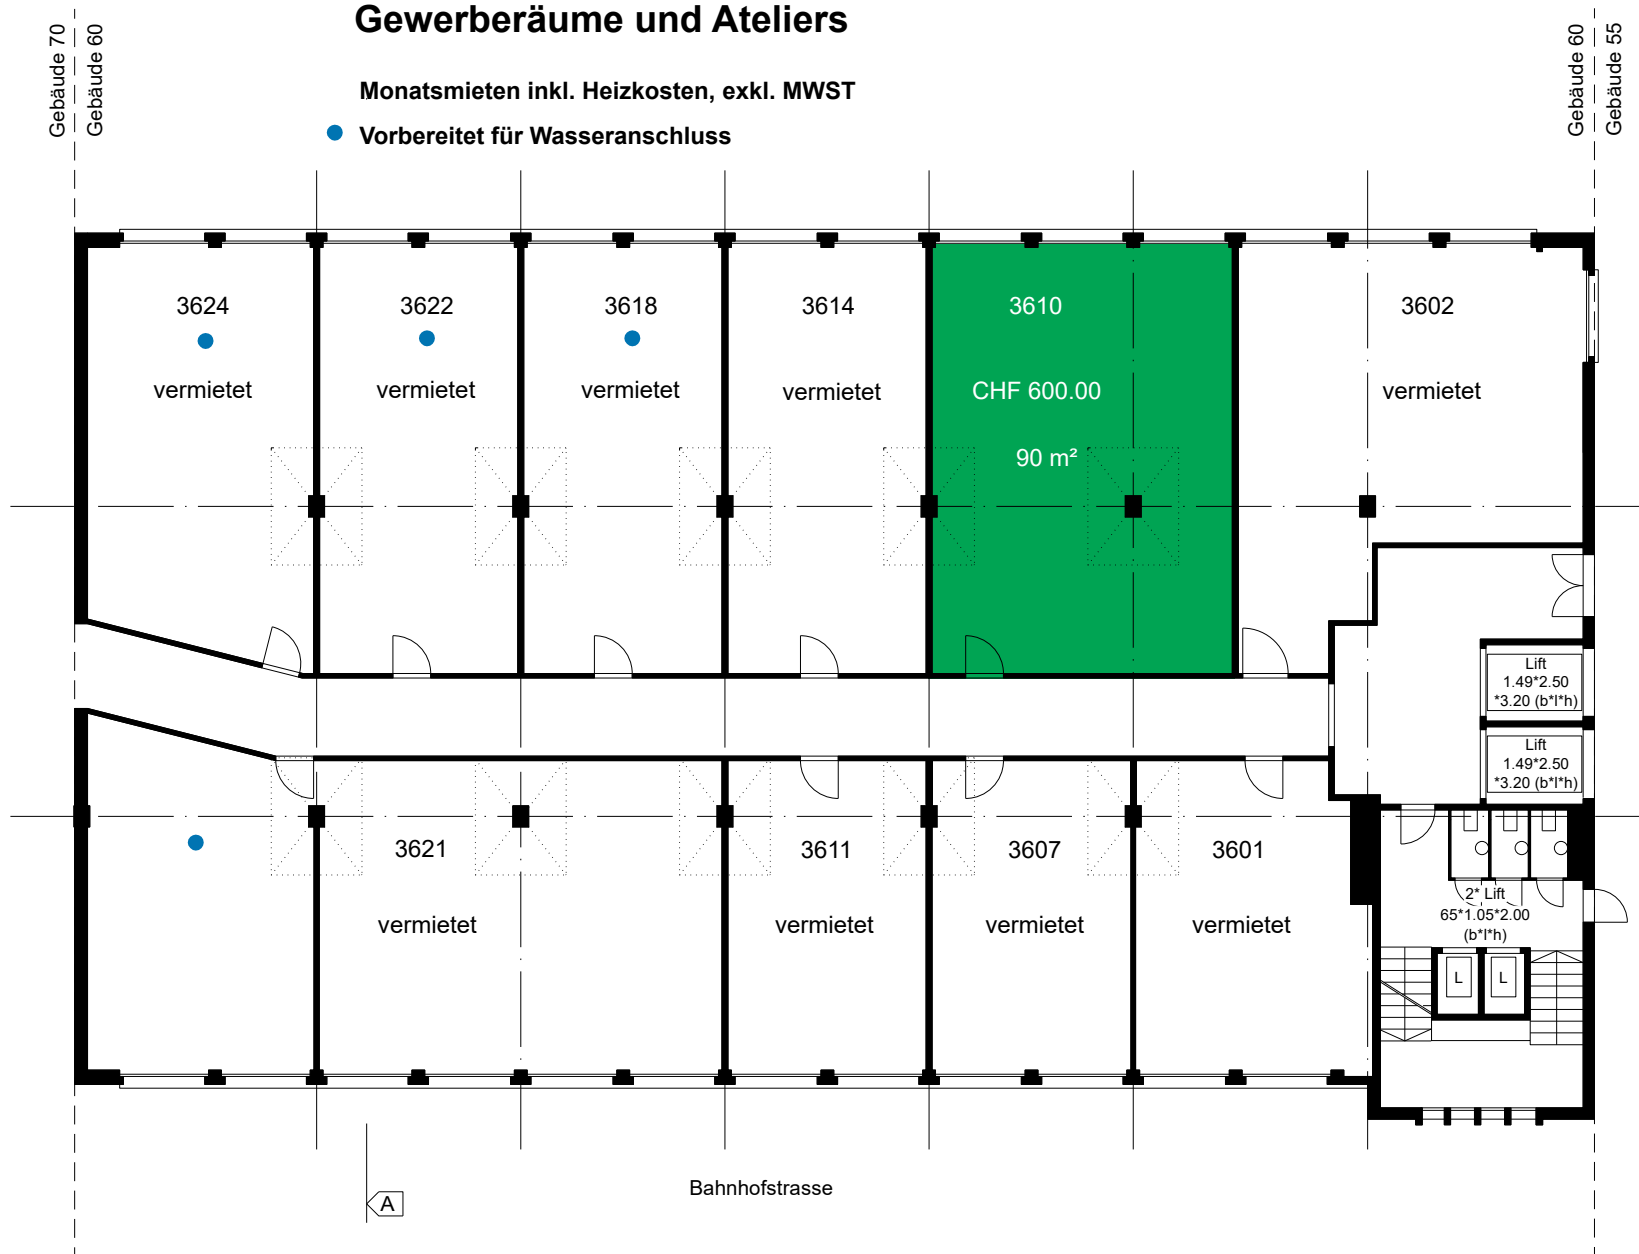 Gewerberäume und Ateliers
Monatsmieten inkl. Heizkosten, exkl. MWST
Vorbereitet für Wasseranschluss
Gebäude 70
Gebäude 60
Gebäude 60
Gebäude 55
3624
vermietet
3622
vermietet
3618
vermietet
3614
vermietet
3610
CHF 600.00
90 m²
3602
vermietet
Lift
1.49*2.50
*3.20 (b*l*h)
Lift
1.49*2.50
*3.20 (b*l*h)
3621
vermietet
3611
vermietet
3607
vermietet
3601
vermietet
2* Lift
65*1.05*2.00
(b*l*h)
L
L
Bahnhofstrasse
A